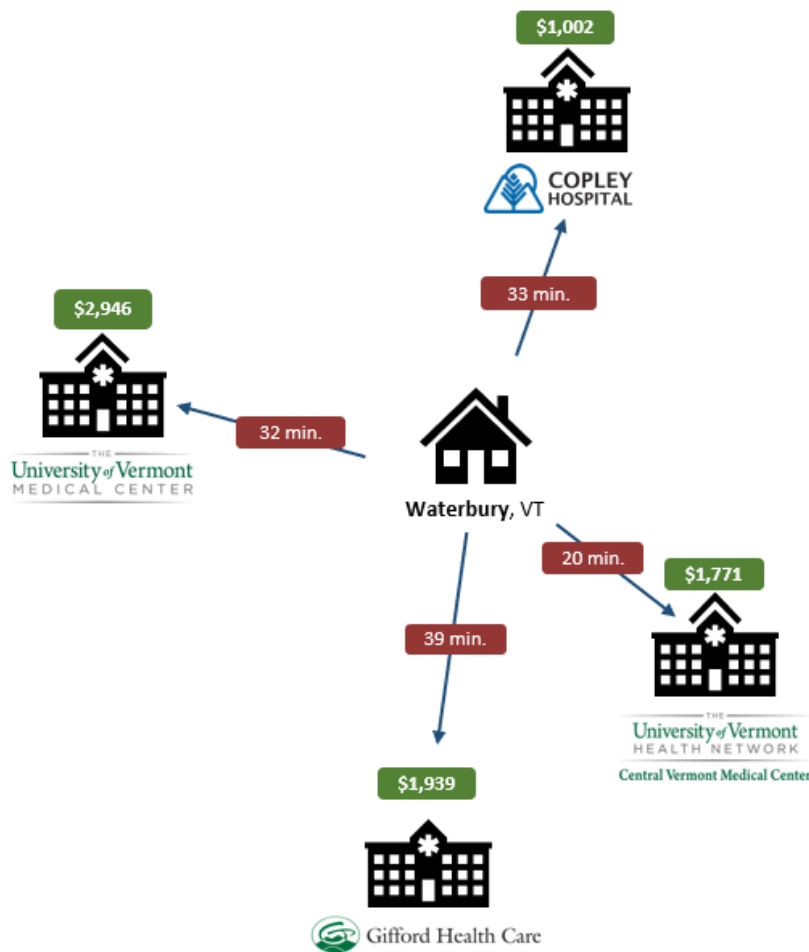 $1,002
COPLEY
HOSPITAL
33 min.
$2,946
THE
University of Vermont
MEDICAL CENTER
32 min.
Waterbury, VT
20 min.
$1,771
THE
University of Vermont
HEALTH NETWORK
Central Vermont Medical Center
39 min.
$1,939
Gifford Health Care